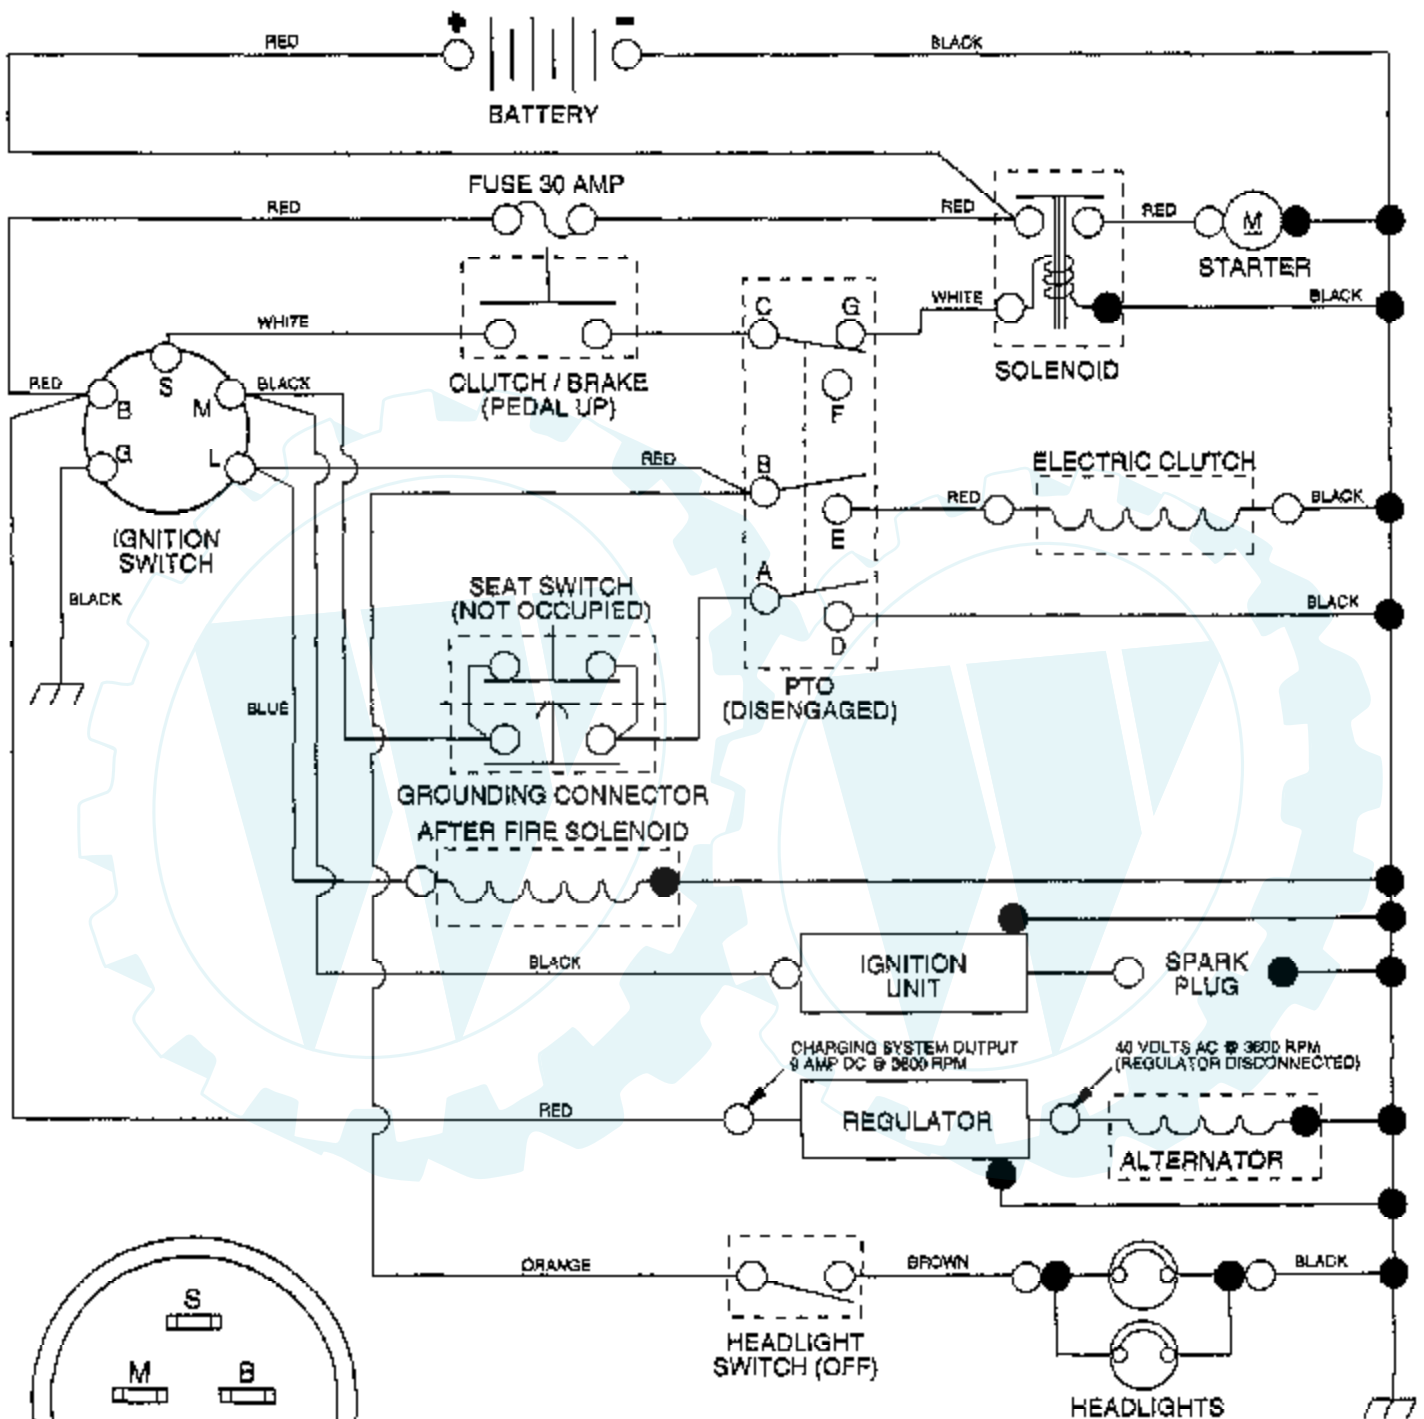 + -
RED BLACK
BATTERY
FUSE 30 AMP
RED RED RED M
STARTER
WHITE C G WHITE BLACK
SOLENOID
CLUTCH / BRAKE
(PEDAL UP)
RED B S M BLACK
G L
F
IGNITION
SWITCH
RED B
ELECTRIC CLUTCH
E RED BLACK
BLACK
SEAT SWITCH
(NOT OCCUPIED)
A BLACK
D
PTO
(DISENGAGED)
BLUE
GROUNDING CONNECTOR
AFTER FIRE SOLENOID
BLACK
IGNITION
UNIT
SPARK
PLUG
CHARGING SYSTEM OUTPUT
9 AMP DC @ 3600 RPM
40 VOLTS AC @ 3600 RPM
(REGULATOR DISCONNECTED)
RED REGULATOR
ALTERNATOR
ORANGE BROWN BLACK
HEADLIGHT
SWITCH (OFF)
HEADLIGHTS
S
M B